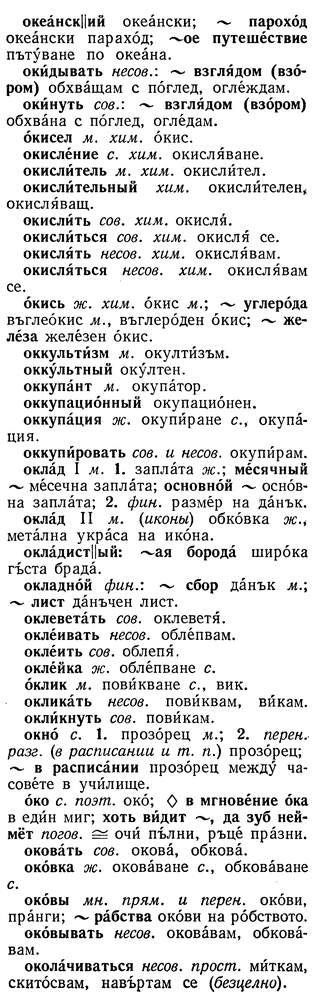 океа́нск||ий океа́нски; ~ парохо́д
океа́нски парахо́д; ~ое путеше́ствие
пъту́ване по океа́на.
оки́дывать несов.: ~ взгля́дом (взо́-
ром) обхва́щам с по́глед, огле́ждам.
оки́нуть сов.: ~ взгля́дом (взо́ром)
обхва́на с по́глед, огле́дам.
о́кисел м. хим. о́кис.
окисле́ние с. хим. окисля́ване.
окисли́тель м. хим. окисли́тел.
окисли́тельный хим. окисли́телен,
окисля́ващ.
окисли́ть сов. хим. окисля́.
окисли́ться сов. хим. окисля́ се.
окисля́ть несов. хим. окисля́вам.
окисля́ться несов. хим. окисля́вам
се.
о́кись ж. хим. о́кис м.; ~ углеро́да
въглео́кис м., въглеро́ден о́кис; ~ же-
ле́за желе́зен о́кис.
оккульти́зм м. окулти́зъм.
окку́льтный оку́лтен.
оккупа́нт м. окупа́тор.
оккупацио́нный окупацио́нен.
оккупа́ция ж. окупи́ране с., окупа́-
ция.
оккупи́ровать сов. и несов. окупи́рам.
окла́д I м. 1. запла́та ж.; ме́сячный
~ ме́сечна запла́та; основно́й ~ осно́в-
на запла́та; 2. фин. разме́р на да́нък.
окла́д II м. (иконы) обко́вка ж.,
мета́лна укра́са на ико́на.
окла́дист||ый: ~ая борода́ широ́ка
гъ́ста брада́.
окладно́й фин.: ~ сбор да́нък м.;
~ лист да́нъчен лист.
оклевета́ть сов. оклеветя́.
окле́ивать несов. обле́пвам.
окле́ить сов. облепя́.
окле́йка ж. обле́пване с.
о́клик м. пови́кване с., вик.
оклика́ть несов. пови́квам, ви́кам.
окли́кнуть сов. пови́кам.
окно́ с. 1. прозо́рец м.; 2. перен.
разг. (в расписании и т. п.) прозо́рец;
~ в расписа́нии прозо́рец между́ ча-
сове́те в учи́лище.
о́ко с. поэт. око́; ◊ в мгнове́ние о́ка
в еди́н миг; хоть ви́дит ~, да зуб ней-
мёт погов. ≅ очи́ пъ́лни, ръце́ пра́зни.
окова́ть сов. окова́, обкова́.
око́вка ж. окова́ване с., обкова́ване
с.
око́вы мн. прям. и перен. око́ви,
пра́нги; ~ ра́бства око́ви на ро́бството.
око́вывать несов. окова́вам, обкова́-
вам.
окола́чиваться несов. прост. ми́ткам,
скито́свам, навъ́ртам се (безцелно).